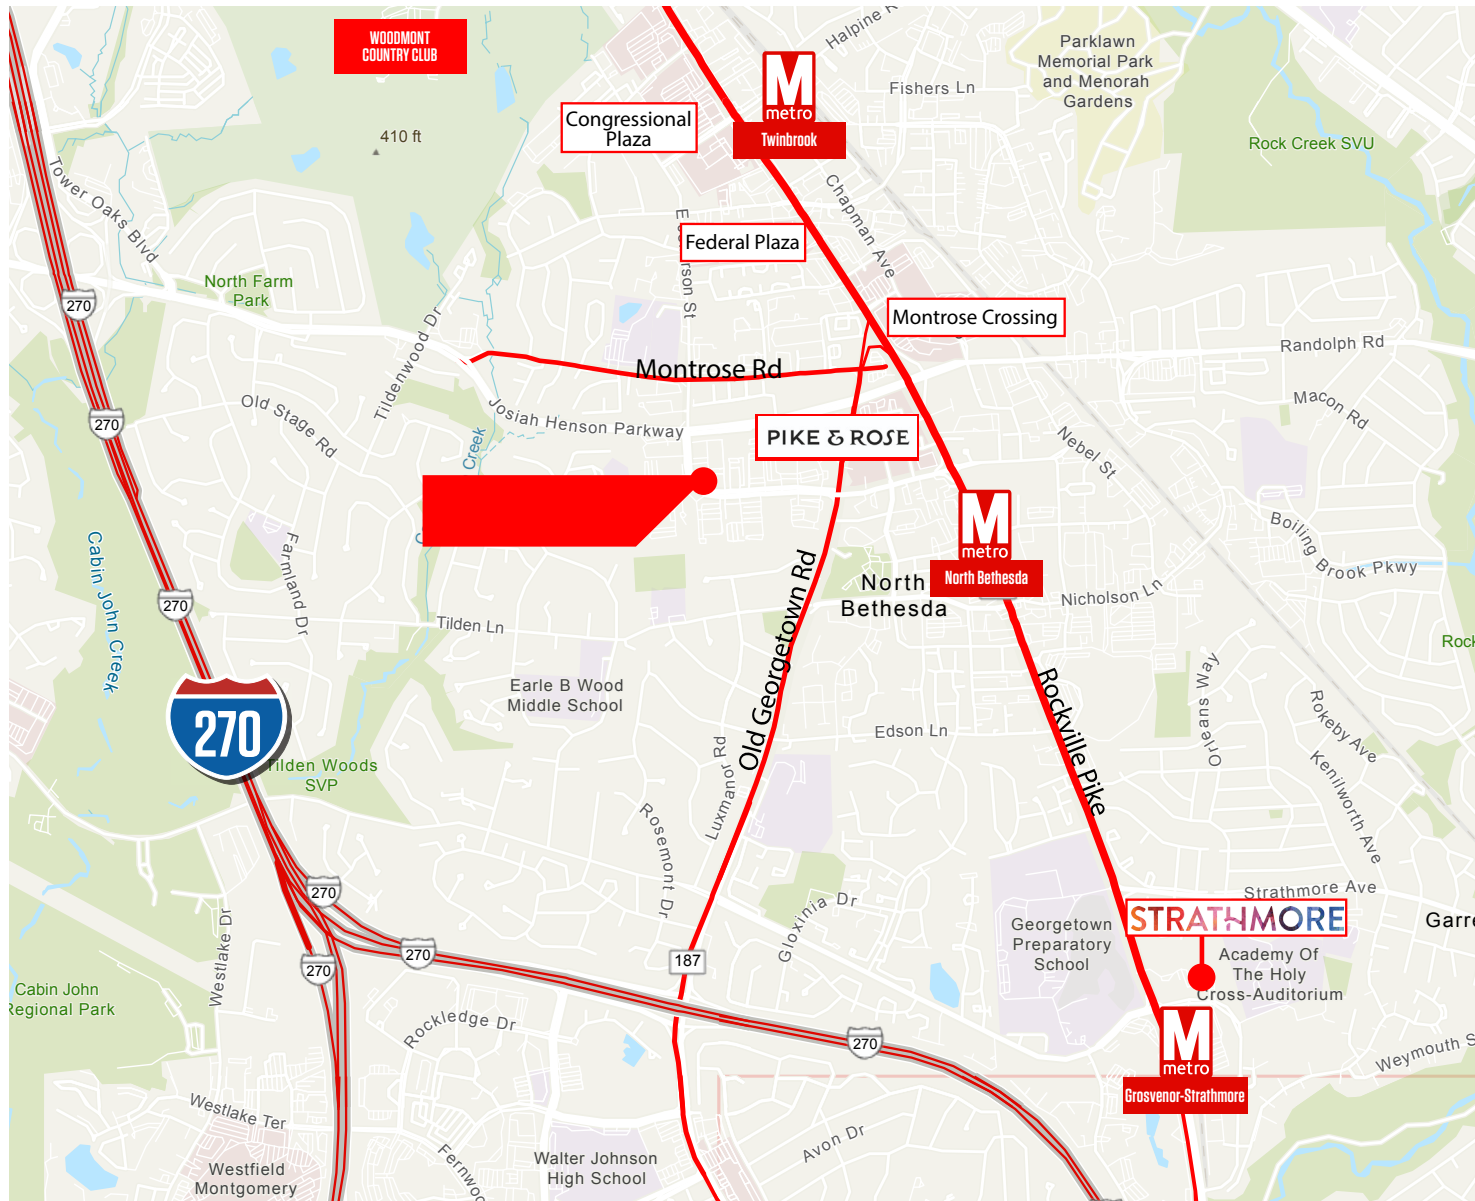 WOODMONT
COUNTRY CLUB
Halpine R
Parklawn
Memorial Park
and Menorah
Gardens
M
metro
Twinbrook
Fishers Ln
Congressional
Plaza
410 ft
Rock Creek SVU
Tower Oaks Blvd
Chapman Ave
E
rson St
Federal Plaza
North Farm
Park
270
Montrose Crossing
Tildenwood Dr
Montrose Rd
Randolph Rd
Old Stage Rd
Josiah Henson Parkway
Macon Rd
270
PIKE & ROSE
Nebel St
Creek
C
M
metro
North Bethesda
Boiling Brook Pkwy
Cabin John Creek
Farmland Dr
North
Bethesda
Nicholson Ln
270
Tilden Ln
Old Georgetown Rd
Rock
Earle B Wood
Middle School
Rockville Pike
Orleans Way
Rokeby Ave
270
Edson Ln
Luxmanor Rd
Kenilworth Ave
Tilden Woods
SVP
Rosemont Dr
270
Strathmore Ave
Gloxinia Dr
STRATHMORE
Georgetown
Preparatory
School
Garre
Westlake Dr
270
270
187
Academy Of
The Holy
Cross-Auditorium
Cabin John
Regional Park
Rockledge Dr
270
M
metro
Grosvenor-Strathmore
Weymouth S
Westlake Ter
Avon Dr
Fernwoo
Westfield
Montgomery
Walter Johnson
High School